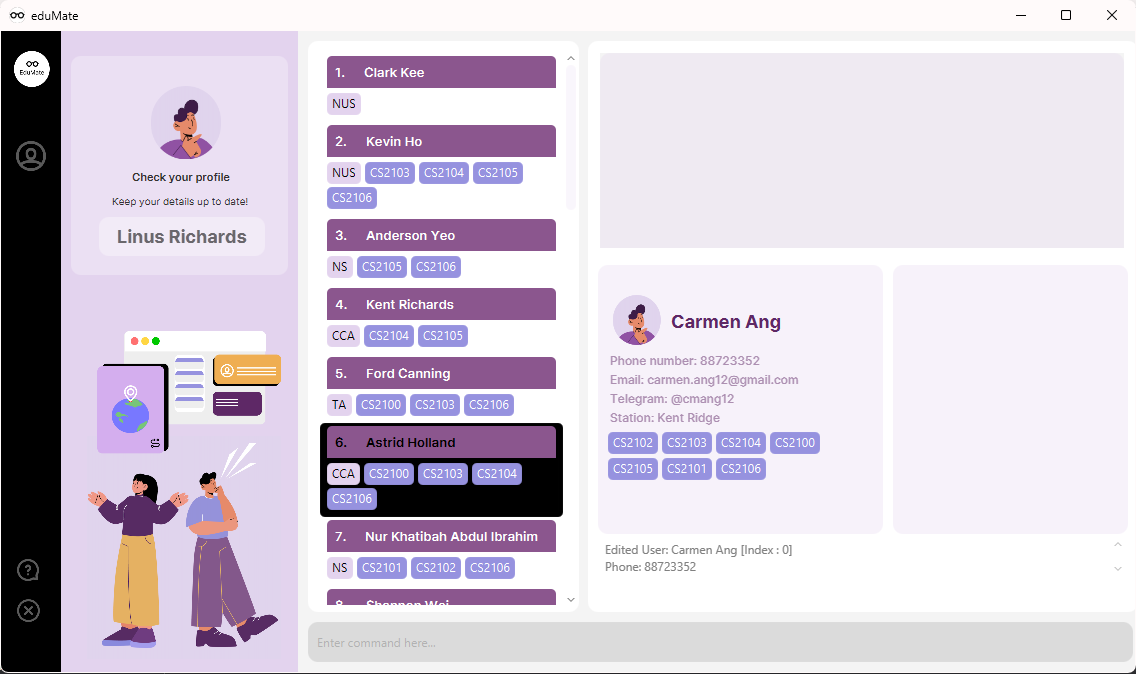 eduMate
EduMate
Check your profile
Keep your details up to date!
Linus Richards
1. Clark Kee
NUS
2. Kevin Ho
NUS CS2103 CS2104 CS2105
CS2106
3. Anderson Yeo
NS CS2105 CS2106
4. Kent Richards
CCA CS2104 CS2105
5. Ford Canning
TA CS2100 CS2103 CS2106
6. Astrid Holland
CCA CS2100 CS2103 CS2104
CS2106
7. Nur Khatibah Abdul Ibrahim
NS CS2101 CS2102 CS2106
8. Shannon Wei
Carmen Ang
Phone number: 88723352
Email: carmen.ang12@gmail.com
Telegram: @cmang12
Station: Kent Ridge
CS2102 CS2103 CS2104 CS2100
CS2105 CS2101 CS2106
Edited User: Carmen Ang [Index : 0]
Phone: 88723352
Enter command here...